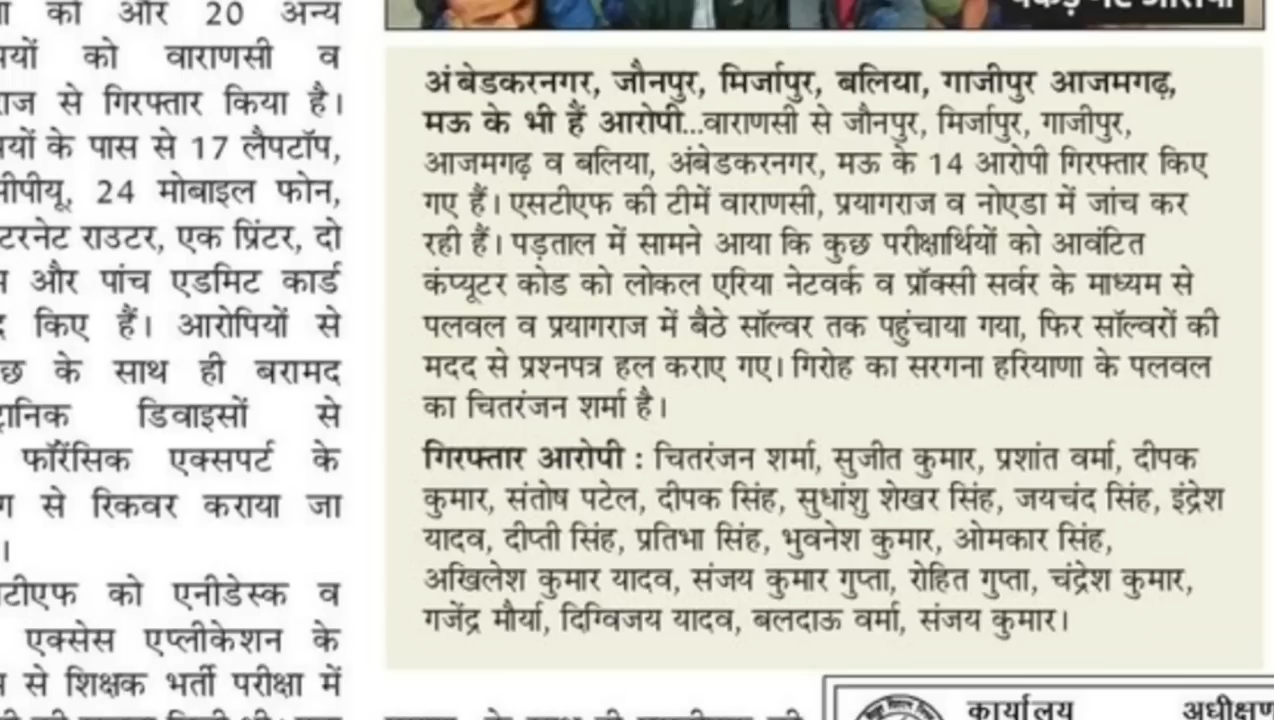 को और 20 अन्य
को वाराणसी व
से गिरफ्तार किया है।
के पास से 17 लैपटॉप,
24 मोबाइल फोन,
राउटर, एक प्रिंटर, दो
और पांच एडमिट कार्ड
किए हैं। आरोपियों से
के साथ ही बरामद
डिवाइसों से
फॉरेंसिक एक्सपर्ट के
से रिकवर कराया जा
।
को एनीडेस्क व
एक्सेस एप्लीकेशन के
से शिक्षक भर्ती परीक्षा में
अंबेडकरनगर, जौनपुर, मिर्जापुर, बलिया, गाजीपुर आजमगढ़,
मऊ के भी हैं आरोपी...वाराणसी से जौनपुर, मिर्जापुर, गाजीपुर,
आजमगढ़ व बलिया, अंबेडकरनगर, मऊ के 14 आरोपी गिरफ्तार किए
गए हैं। एसटीएफ की टीमें वाराणसी, प्रयागराज व नोएडा में जांच कर
रही हैं। पड़ताल में सामने आया कि कुछ परीक्षार्थियों को आवंटित
कंप्यूटर कोड को लोकल एरिया नेटवर्क व प्रॉक्सी सर्वर के माध्यम से
पलवल व प्रयागराज में बैठे सॉल्वर तक पहुंचाया गया, फिर सॉल्वरों की
मदद से प्रश्नपत्र हल कराए गए। गिरोह का सरगना हरियाणा के पलवल
का चितरंजन शर्मा है।
गिरफ्तार आरोपी : चितरंजन शर्मा, सुजीत कुमार, प्रशांत वर्मा, दीपक
कुमार, संतोष पटेल, दीपक सिंह, सुधांशु शेखर सिंह, जयचंद सिंह, इंद्रेश
यादव, दीप्ती सिंह, प्रतिभा सिंह, भुवनेश कुमार, ओमकार सिंह,
अखिलेश कुमार यादव, संजय कुमार गुप्ता, रोहित गुप्ता, चंद्रेश कुमार,
गजेंद्र मौर्या, दिग्विजय यादव, बलदाऊ वर्मा, संजय कुमार।
कार्यालय अधीक्षण